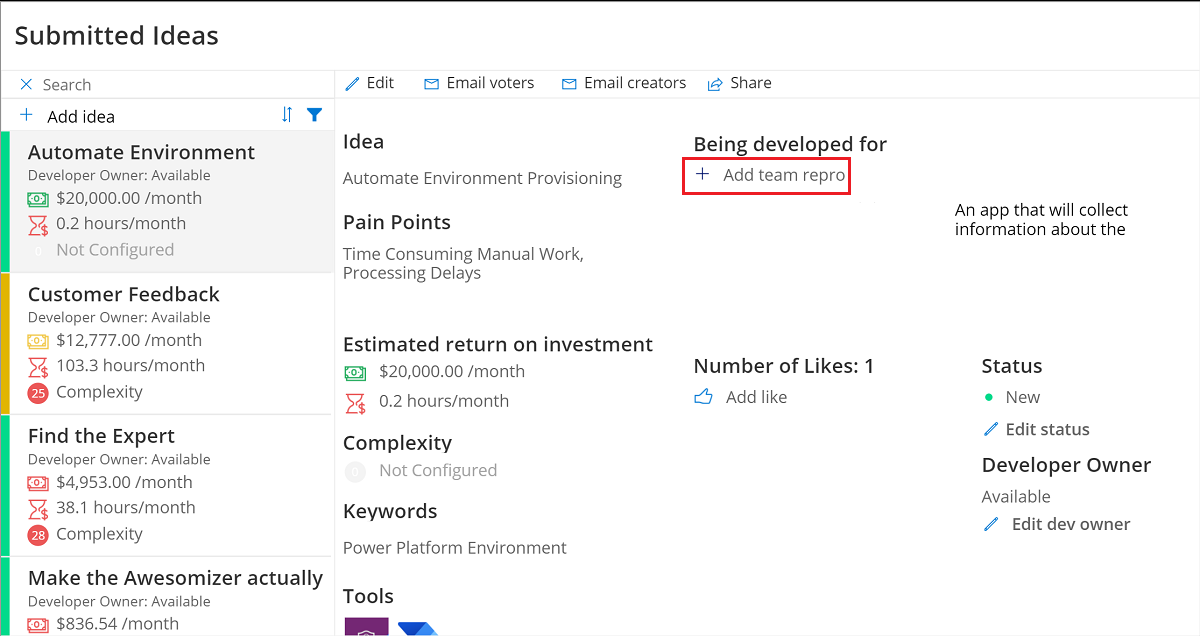 Submitted Ideas
Search
Add idea
Automate Environment
Developer Owner: Available
$20,000.00 /month
0.2 hours/month
0 Not Configured
Customer Feedback
Developer Owner: Available
$12,777.00 /month
103.3 hours/month
25 Complexity
Find the Expert
Developer Owner: Available
$4,953.00 /month
38.1 hours/month
28 Complexity
Make the Awesomizer actually
Developer Owner: Available
$836.54 /month
Edit
Email voters
Email creators
Share
Idea
Automate Environment Provisioning
Pain Points
Time Consuming Manual Work,
Processing Delays
Estimated return on investment
$20,000.00 /month
0.2 hours/month
Complexity
0 Not Configured
Keywords
Power Platform Environment
Tools
Being developed for
Add team repro
An app that will collect
information about the
Number of Likes: 1
Add like
Status
New
Edit status
Developer Owner
Available
Edit dev owner